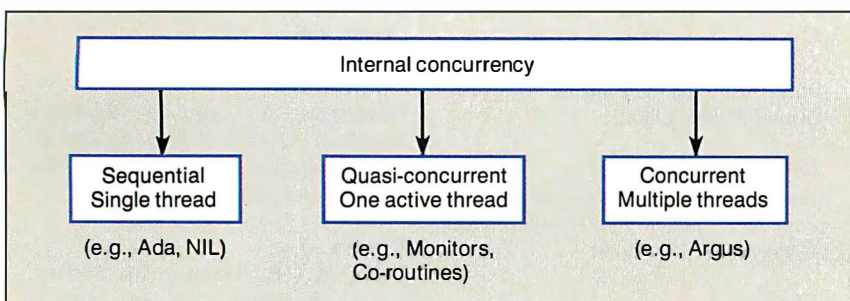 Internal concurrency
Sequential
Single thread
Quasi-concurrent
One active thread
Concurrent
Multiple threads
(e.g., Ada, NIL)
(e.g., Monitors,
Co-routines)
(e.g., Argus)